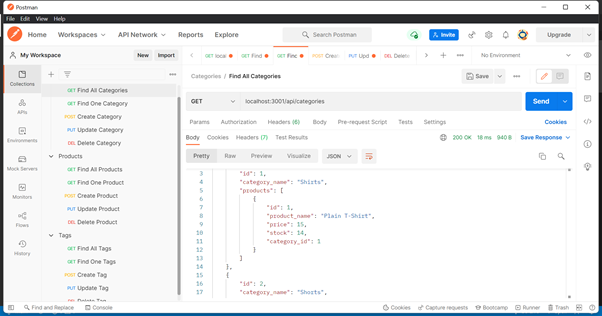 Postman
File Edit View Help
Home Workspaces API Network Reports Explore Search Postman Invite Upgrade
My Workspace New Import GET local GET Find GET Finc POST Crea PUT Upd DEL Delete No Environment
Collections
APIs
Environments
Mock Servers
Monitors
Flows
History
GET Find All Categories
GET Find One Category
POST Create Category
PUT Update Category
DEL Delete Category
Products
GET Find All Products
GET Find One Product
POST Create Product
PUT Update Product
DEL Delete Product
Tags
GET Find All Tags
GET Find One Tags
POST Create Tag
PUT Update Tag
DEL Delete Tag
Categories / Find All Categories Save
GET localhost:3001/api/categories Send
Params Authorization Headers (6) Body Pre-request Script Tests Settings Cookies
Body Cookies Headers (7) Test Results 200 OK 18 ms 940 B Save Response
Pretty Raw Preview Visualize JSON
3 "id": 1,
4 "category_name": "Shirts",
5 "products": [
6 {
7 "id": 1,
8 "product_name": "Plain T-Shirt",
9 "price": 15,
10 "stock": 14,
11 "category_id": 1
12 }
13 ]
14 },
15 {
16 "id": 2,
17 "category_name": "Shorts",
Find and Replace Console Cookies Capture requests Bootcamp Runner Trash